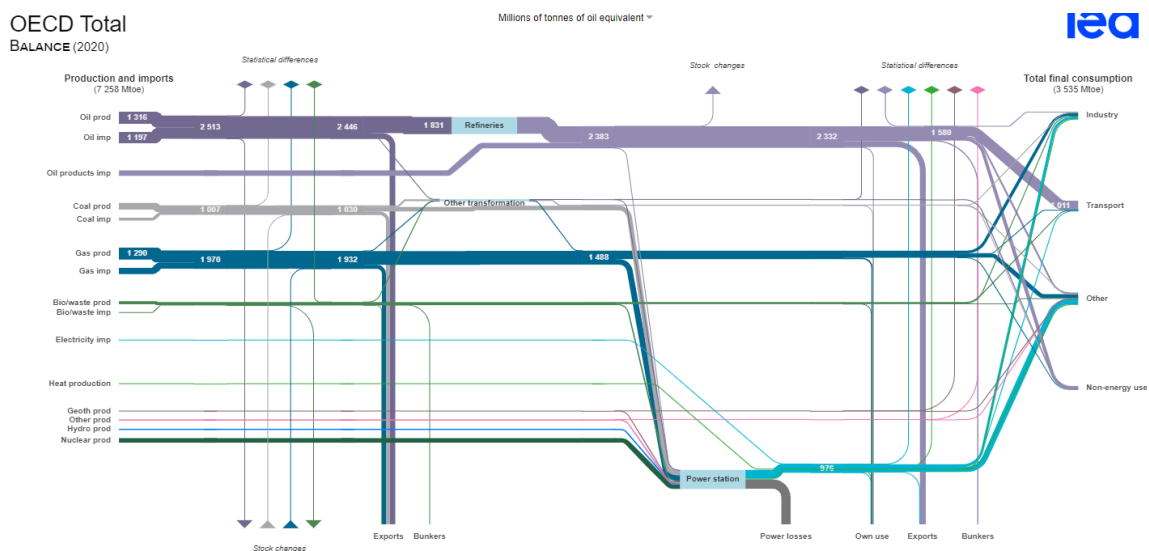 OECD Total
BALANCE (2020)
Millions of tonnes of oil equivalent
iea
Statistical differences
Stock changes
Statistical differences
Production and imports
(7 258 Mtoe)
Total final consumption
(3 535 Mtoe)
Oil prod
1 316
2 513
2 446
1 831
Refineries
2 383
2 332
1 580
Industry
Oil imp
1 197
Oil products imp
Coal prod
1 007
1 030
Other transformation
1 011
Transport
Coal imp
Gas prod
1 290
1 970
1 932
1 488
Gas imp
Bio/waste prod
Other
Bio/waste imp
Electricity imp
Heat production
Non-energy use
Geoth prod
Other prod
Hydro prod
Nuclear prod
Power station
976
Exports
Bunkers
Power losses
Own use
Exports
Bunkers
Stock changes